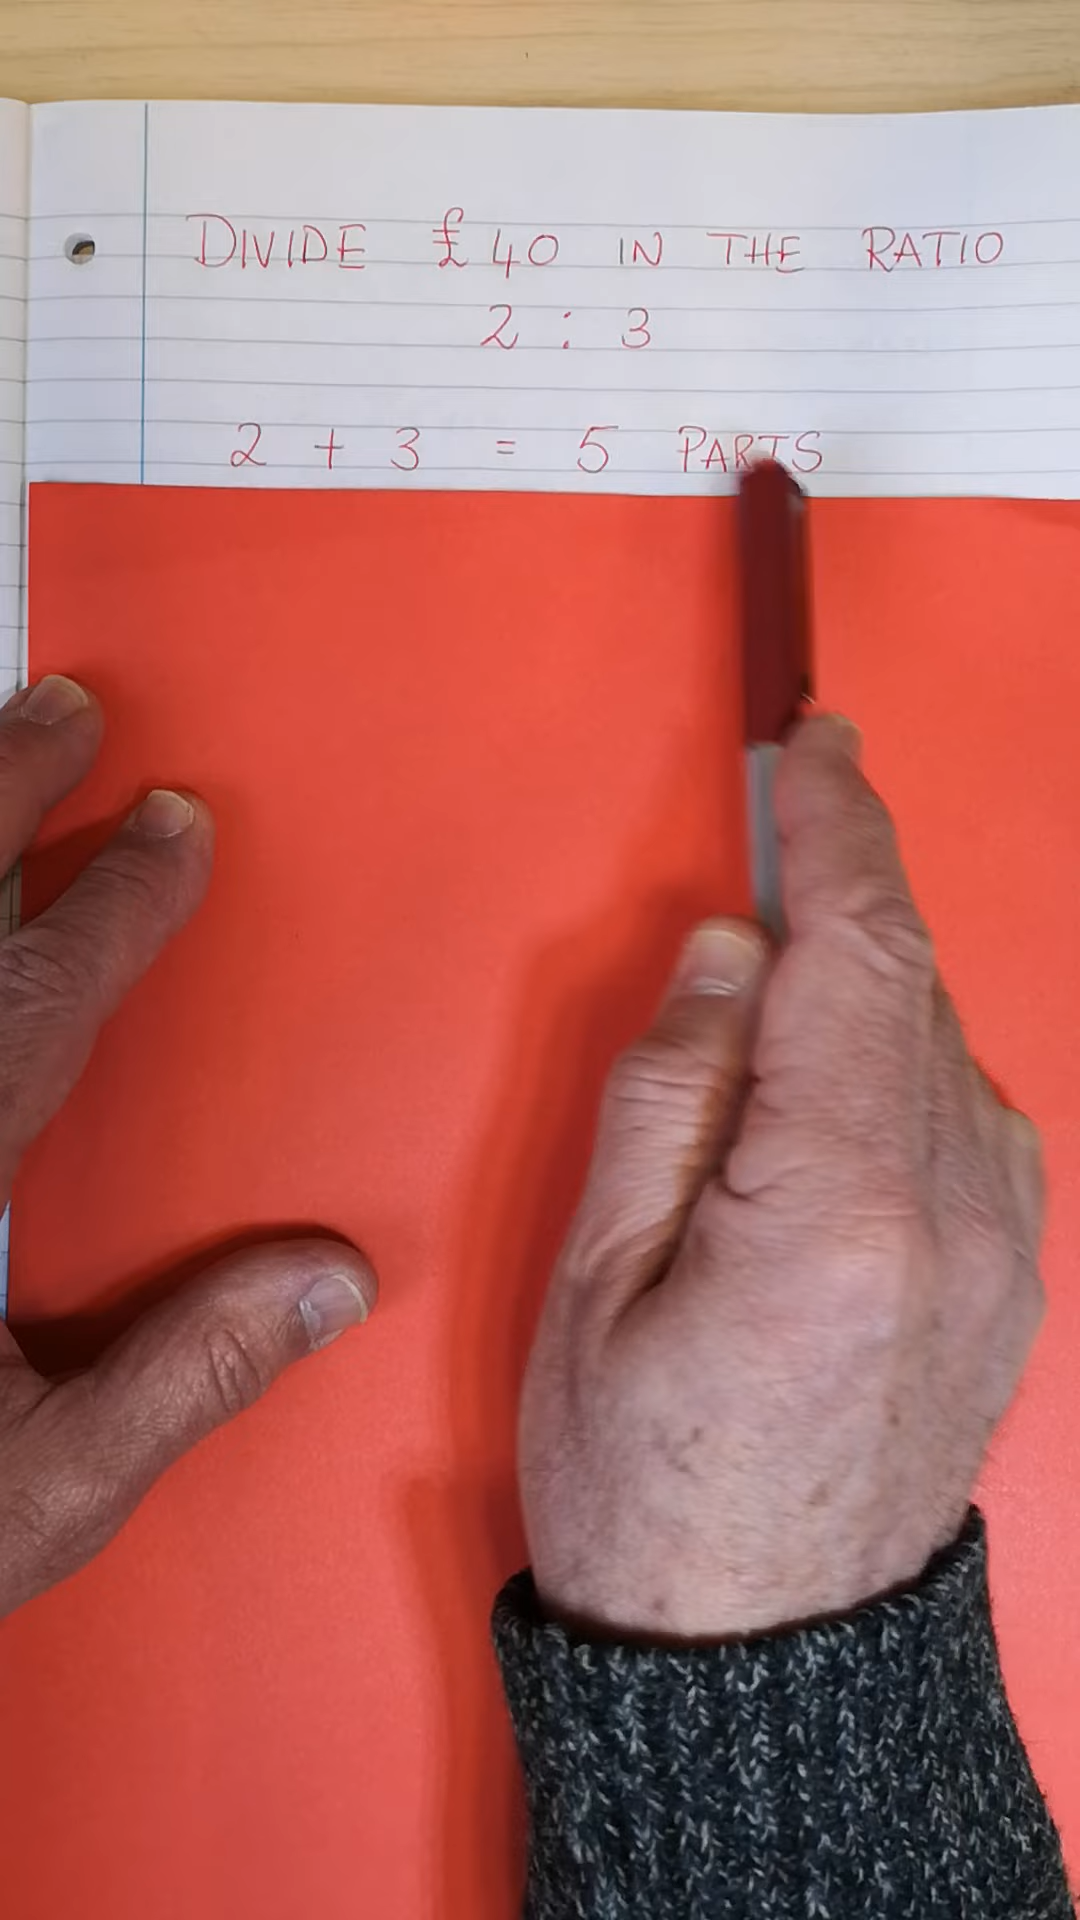 DIVIDE £40 IN THE RATIO
2 : 3
2 + 3 = 5 PARTS